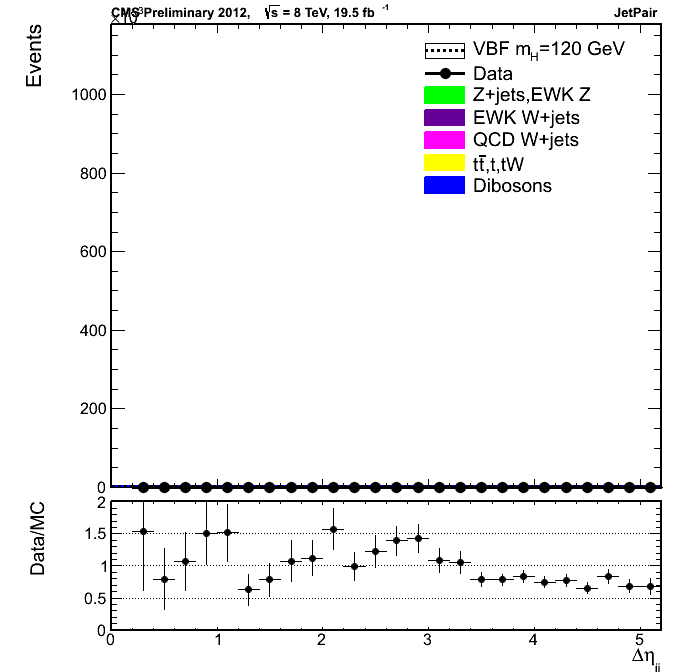 CMS Preliminary 2012, √s = 8 TeV, 19.5 fb⁻¹ JetPair
×10³
Events
VBF m_H=120 GeV
Data
Z+jets,EWK Z
EWK W+jets
QCD W+jets
tt̄,t,tW
Dibosons
1000
800
600
400
200
0
Data/MC
2
1.5
1
0.5
0
0 1 2 3 4 5
Δη_jj